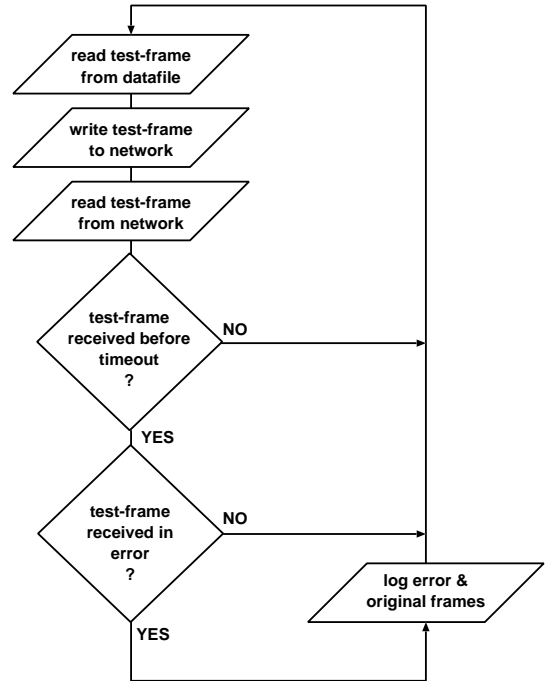 read test-frame
from datafile
write test-frame
to network
read test-frame
from network
test-frame
received before
timeout
?
NO
YES
test-frame
received in
error
?
NO
YES
log error &
original frames